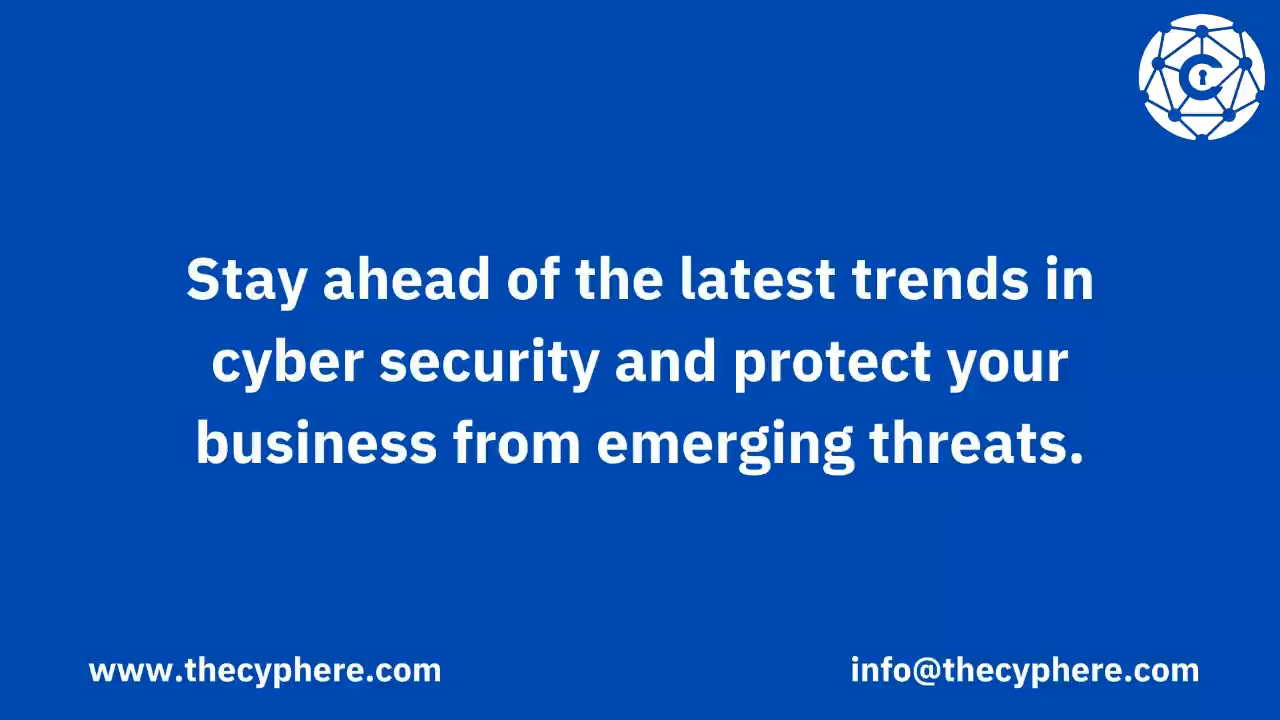 Stay ahead of the latest trends in
cyber security and protect your
business from emerging threats.
www.thecyphere.com
info@thecyphere.com